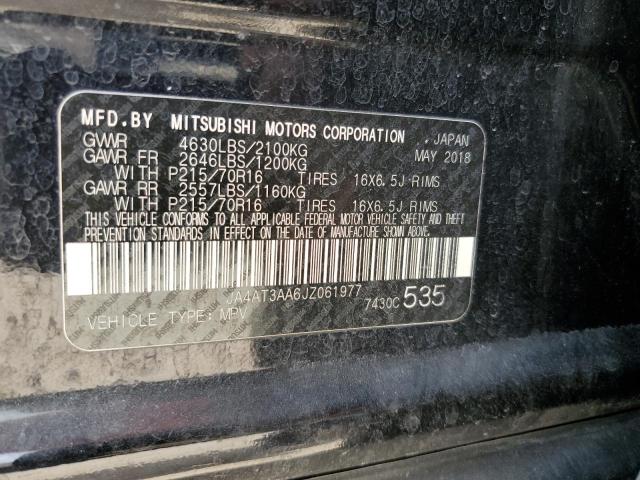 MFD.BY MITSUBISHI MOTORS CORPORATION JAPAN
GVWR 4630LBS/2100KG MAY 2018
GAWR FR 2646LBS/1200KG
WITH P215/70R16 TIRES 16X6.5J RIMS
GAWR RR 2557LBS/1160KG
WITH P215/70R16 TIRES 16X6.5J RIMS
THIS VEHICLE CONFORMS TO ALL APPLICABLE FEDERAL MOTOR VEHICLE SAFETY AND THEFT
PREVENTION STANDARDS IN EFFECT ON THE DATE OF MANUFACTURE SHOWN ABOVE.
JA4AT3AA6JZ061977
VEHICLE TYPE: MPV 7430C 535